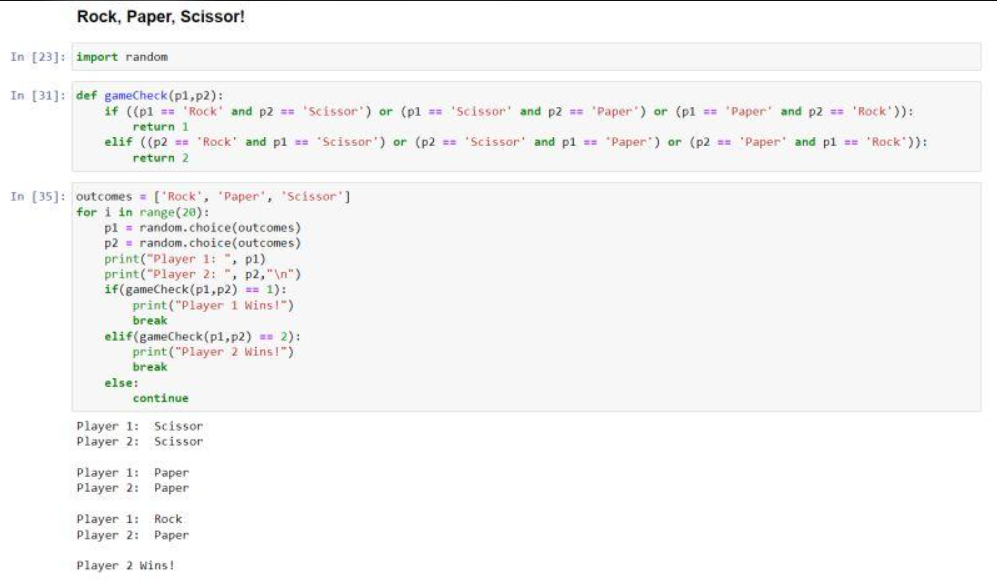 Rock, Paper, Scissor!
In [23]: import random
In [31]: def gameCheck(p1,p2):
    if ((p1 == 'Rock' and p2 == 'Scissor') or (p1 == 'Scissor' and p2 == 'Paper') or (p1 == 'Paper' and p2 == 'Rock')):
        return 1
    elif ((p2 == 'Rock' and p1 == 'Scissor') or (p2 == 'Scissor' and p1 == 'Paper') or (p2 == 'Paper' and p1 == 'Rock')):
        return 2
In [35]: outcomes = ['Rock', 'Paper', 'Scissor']
for i in range(20):
    p1 = random.choice(outcomes)
    p2 = random.choice(outcomes)
    print("Player 1: ", p1)
    print("Player 2: ", p2,"\n")
    if(gameCheck(p1,p2) == 1):
        print("Player 1 Wins!")
        break
    elif(gameCheck(p1,p2) == 2):
        print("Player 2 Wins!")
        break
    else:
        continue
Player 1:  Scissor
Player 2:  Scissor
Player 1:  Paper
Player 2:  Paper
Player 1:  Rock
Player 2:  Paper
Player 2 Wins!